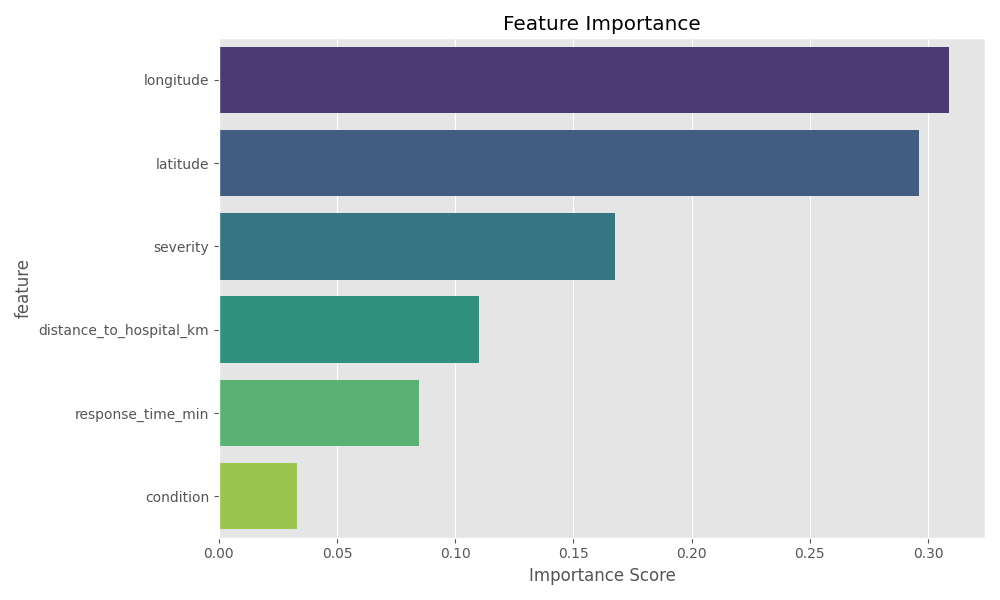 Feature Importance
longitude
latitude
severity
distance_to_hospital_km
response_time_min
condition
feature
0.00 0.05 0.10 0.15 0.20 0.25 0.30
Importance Score